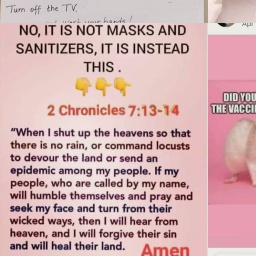 Turn off the TV.
wash your hands!
NO, IT IS NOT MASKS AND
SANITIZERS, IT IS INSTEAD
THIS .
2 Chronicles 7:13-14
“When I shut up the heavens so that
there is no rain, or command locusts
to devour the land or send an
epidemic among my people. If my
people, who are called by my name,
will humble themselves and pray and
seek my face and turn from their
wicked ways, then I will hear from
heaven, and I will forgive their sin
and will heal their land. Amen
DID YOU
THE VACCI